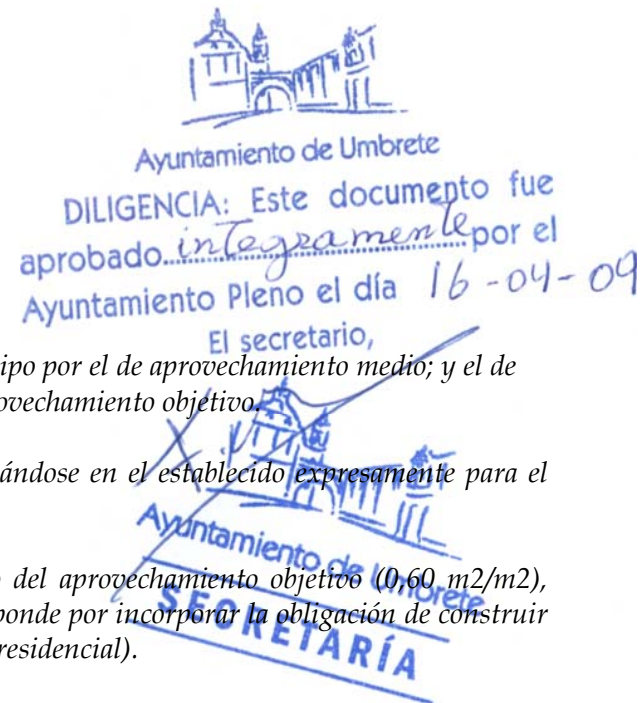 Ayuntamiento de Umbrete
DILIGENCIA: Este documento fue
aprobado integramente por el
Ayuntamiento Pleno el día 16-04-09
El secretario,
ipo por el de aprovechamiento medio; y el de
ovechamiento objetivo.
ándose en el establecido expresamente para el
Ayuntamiento de Umbrete
o del aprovechamiento objetivo (0,60 m2/m2),
ponde por incorporar la obligación de construir
SECRETARÍA
residencial).